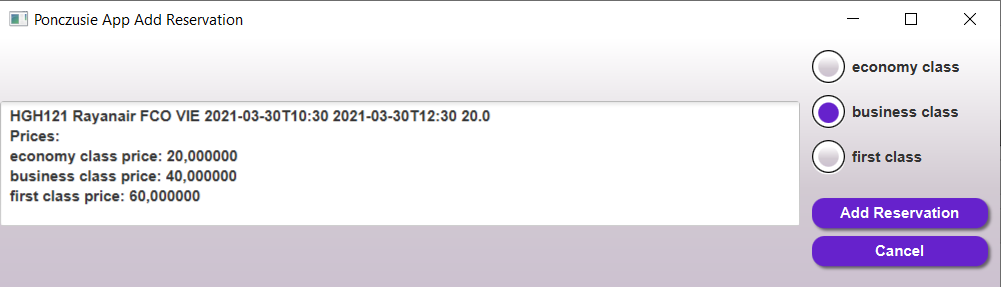 Ponczusie App Add Reservation
HGH121 Rayanair FCO VIE 2021-03-30T10:30 2021-03-30T12:30 20.0
Prices:
economy class price: 20,000000
business class price: 40,000000
first class price: 60,000000
economy class
business class
first class
Add Reservation
Cancel